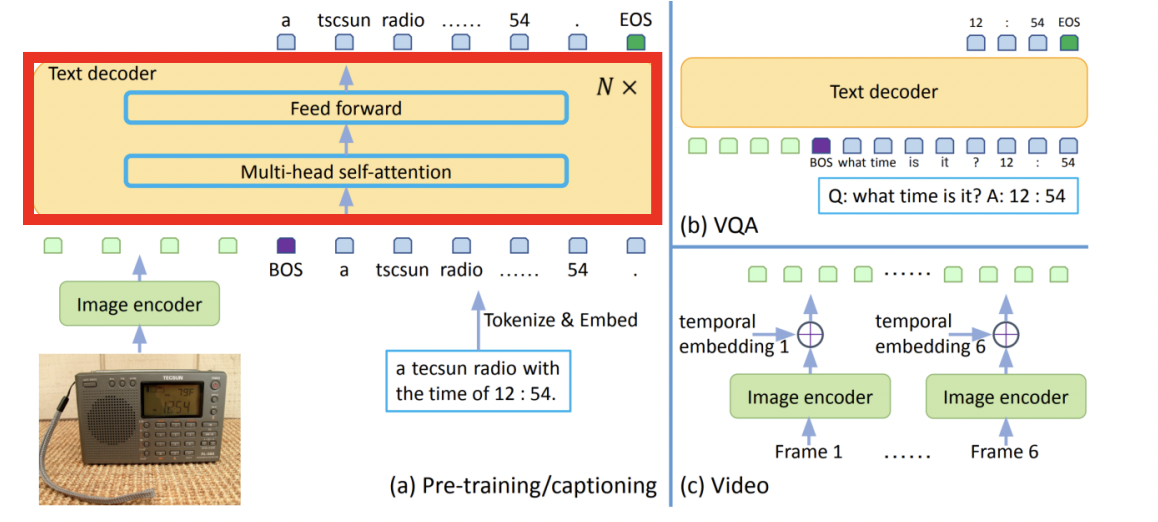 a tscsun radio ...... 54 . EOS
Text decoder
N ×
Feed forward
Multi-head self-attention
BOS a tscsun radio ...... 54 .
Image encoder
Tokenize & Embed
a tecsun radio with
the time of 12 : 54.
TECSUN
12:54
(a) Pre-training/captioning
12 : 54 EOS
Text decoder
BOS what time is it ? 12 : 54
Q: what time is it? A: 12 : 54
(b) VQA
......
temporal
embedding 1
temporal
embedding 6
Image encoder
Image encoder
Frame 1 ...... Frame 6
(c) Video